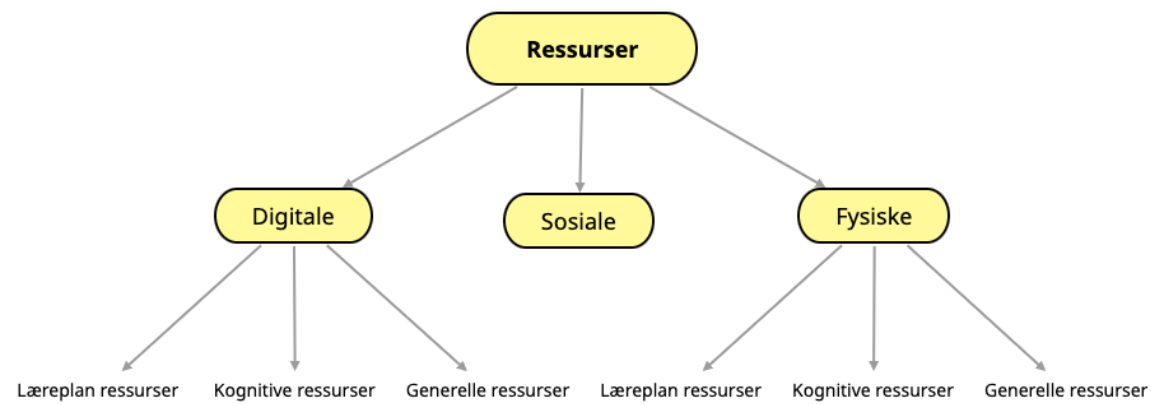 Ressurser
Digitale
Sosiale
Fysiske
Læreplan ressurser
Kognitive ressurser
Generelle ressurser
Læreplan ressurser
Kognitive ressurser
Generelle ressurser